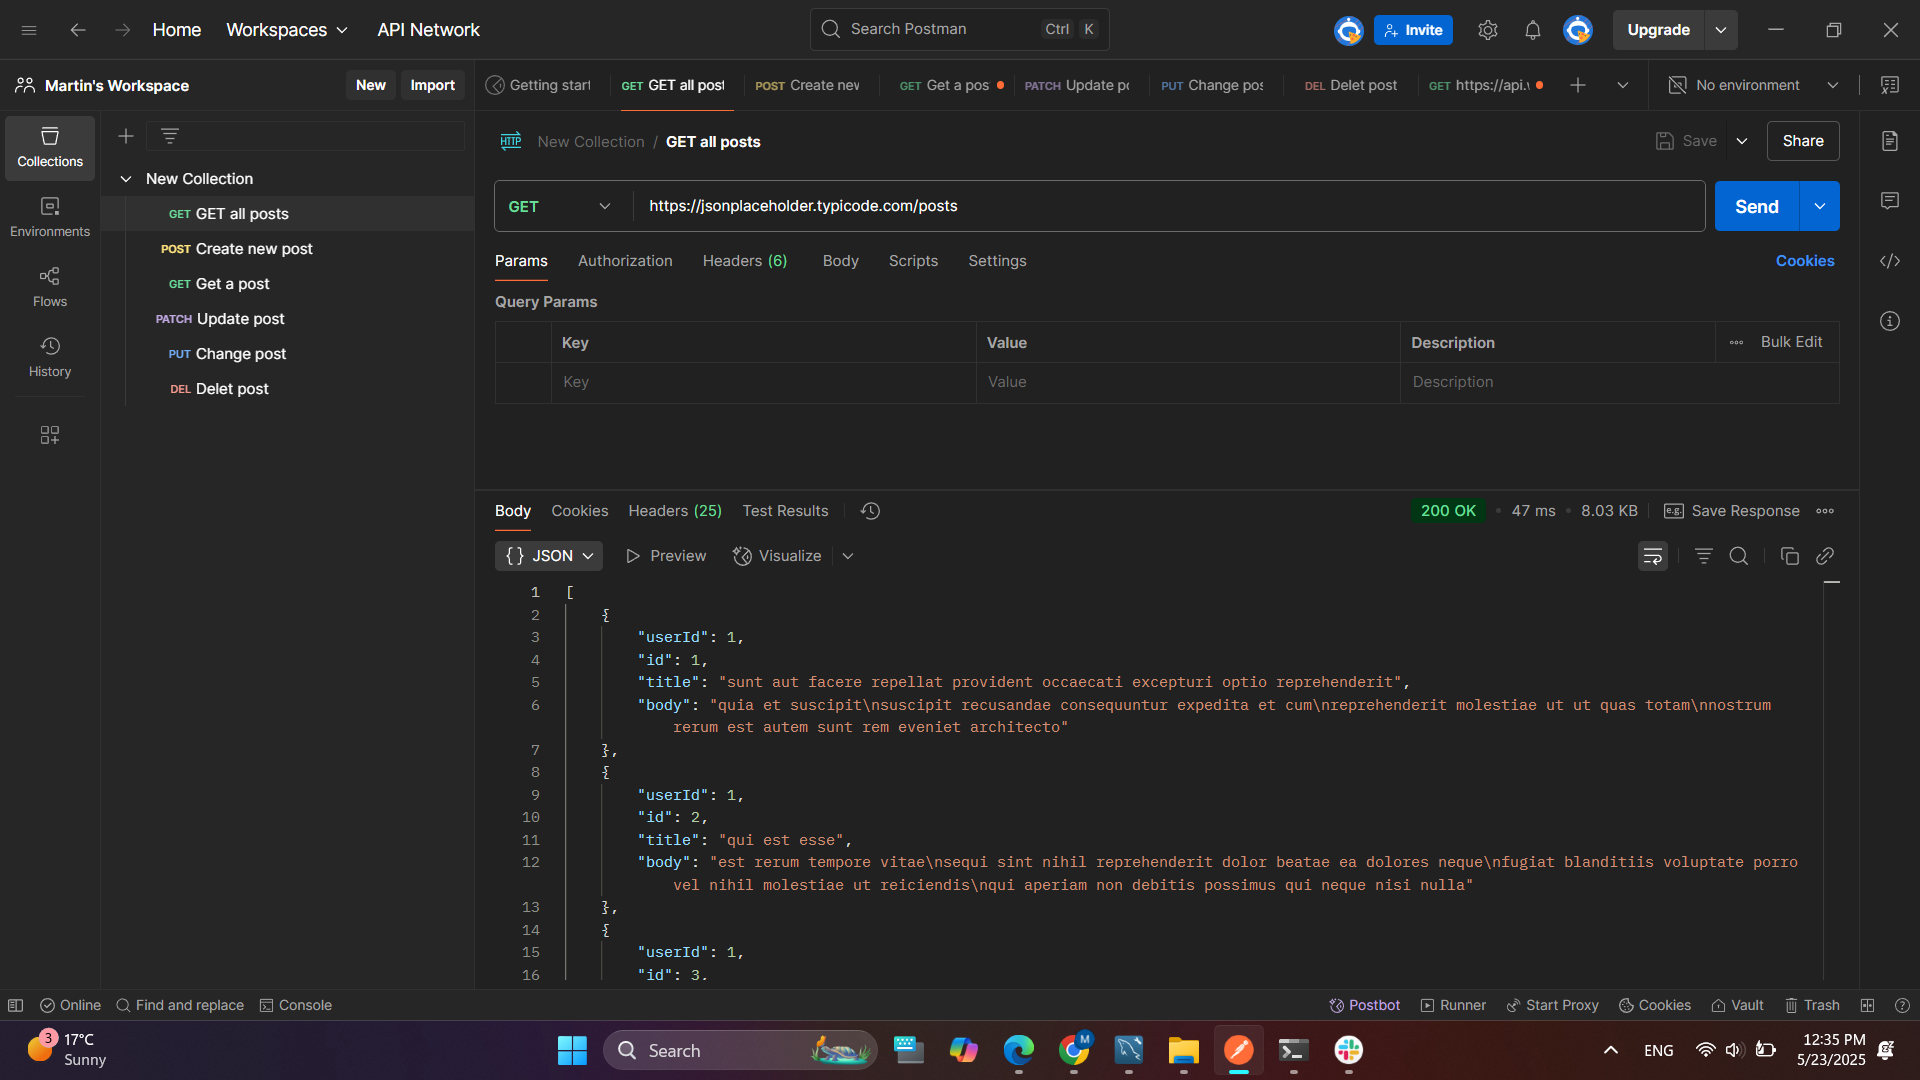 Home Workspaces API Network Search Postman Ctrl K Invite Upgrade
Martin's Workspace New Import Getting start GET GET all post POST Create nev GET Get a pos PATCH Update po PUT Change pos DEL Delet post GET https://api. No environment
Collections
Environments
Flows
History
New Collection
GET GET all posts
POST Create new post
GET Get a post
PATCH Update post
PUT Change post
DEL Delet post
HTTP New Collection / GET all posts Save Share
GET https://jsonplaceholder.typicode.com/posts Send
Params Authorization Headers (6) Body Scripts Settings Cookies
Query Params
Key Value Description Bulk Edit
Key Value Description
Body Cookies Headers (25) Test Results 200 OK 47 ms 8.03 KB e.g. Save Response
{} JSON Preview Visualize
1 [
2 {
3 "userId": 1,
4 "id": 1,
5 "title": "sunt aut facere repellat provident occaecati excepturi optio reprehenderit",
6 "body": "quia et suscipit\nsuscipit recusandae consequuntur expedita et cum\nreprehenderit molestiae ut ut quas totam\nnostrum
rerum est autem sunt rem eveniet architecto"
7 },
8 {
9 "userId": 1,
10 "id": 2,
11 "title": "qui est esse",
12 "body": "est rerum tempore vitae\nsequi sint nihil reprehenderit dolor beatae ea dolores neque\nfugiat blanditiis voluptate porro
vel nihil molestiae ut reiciendis\nqui aperiam non debitis possimus qui neque nisi nulla"
13 },
14 {
15 "userId": 1,
16 "id": 3,
Online Find and replace Console Postbot Runner Start Proxy Cookies Vault Trash
3 17°C
Sunny
Search
M
ENG
12:35 PM
5/23/2025